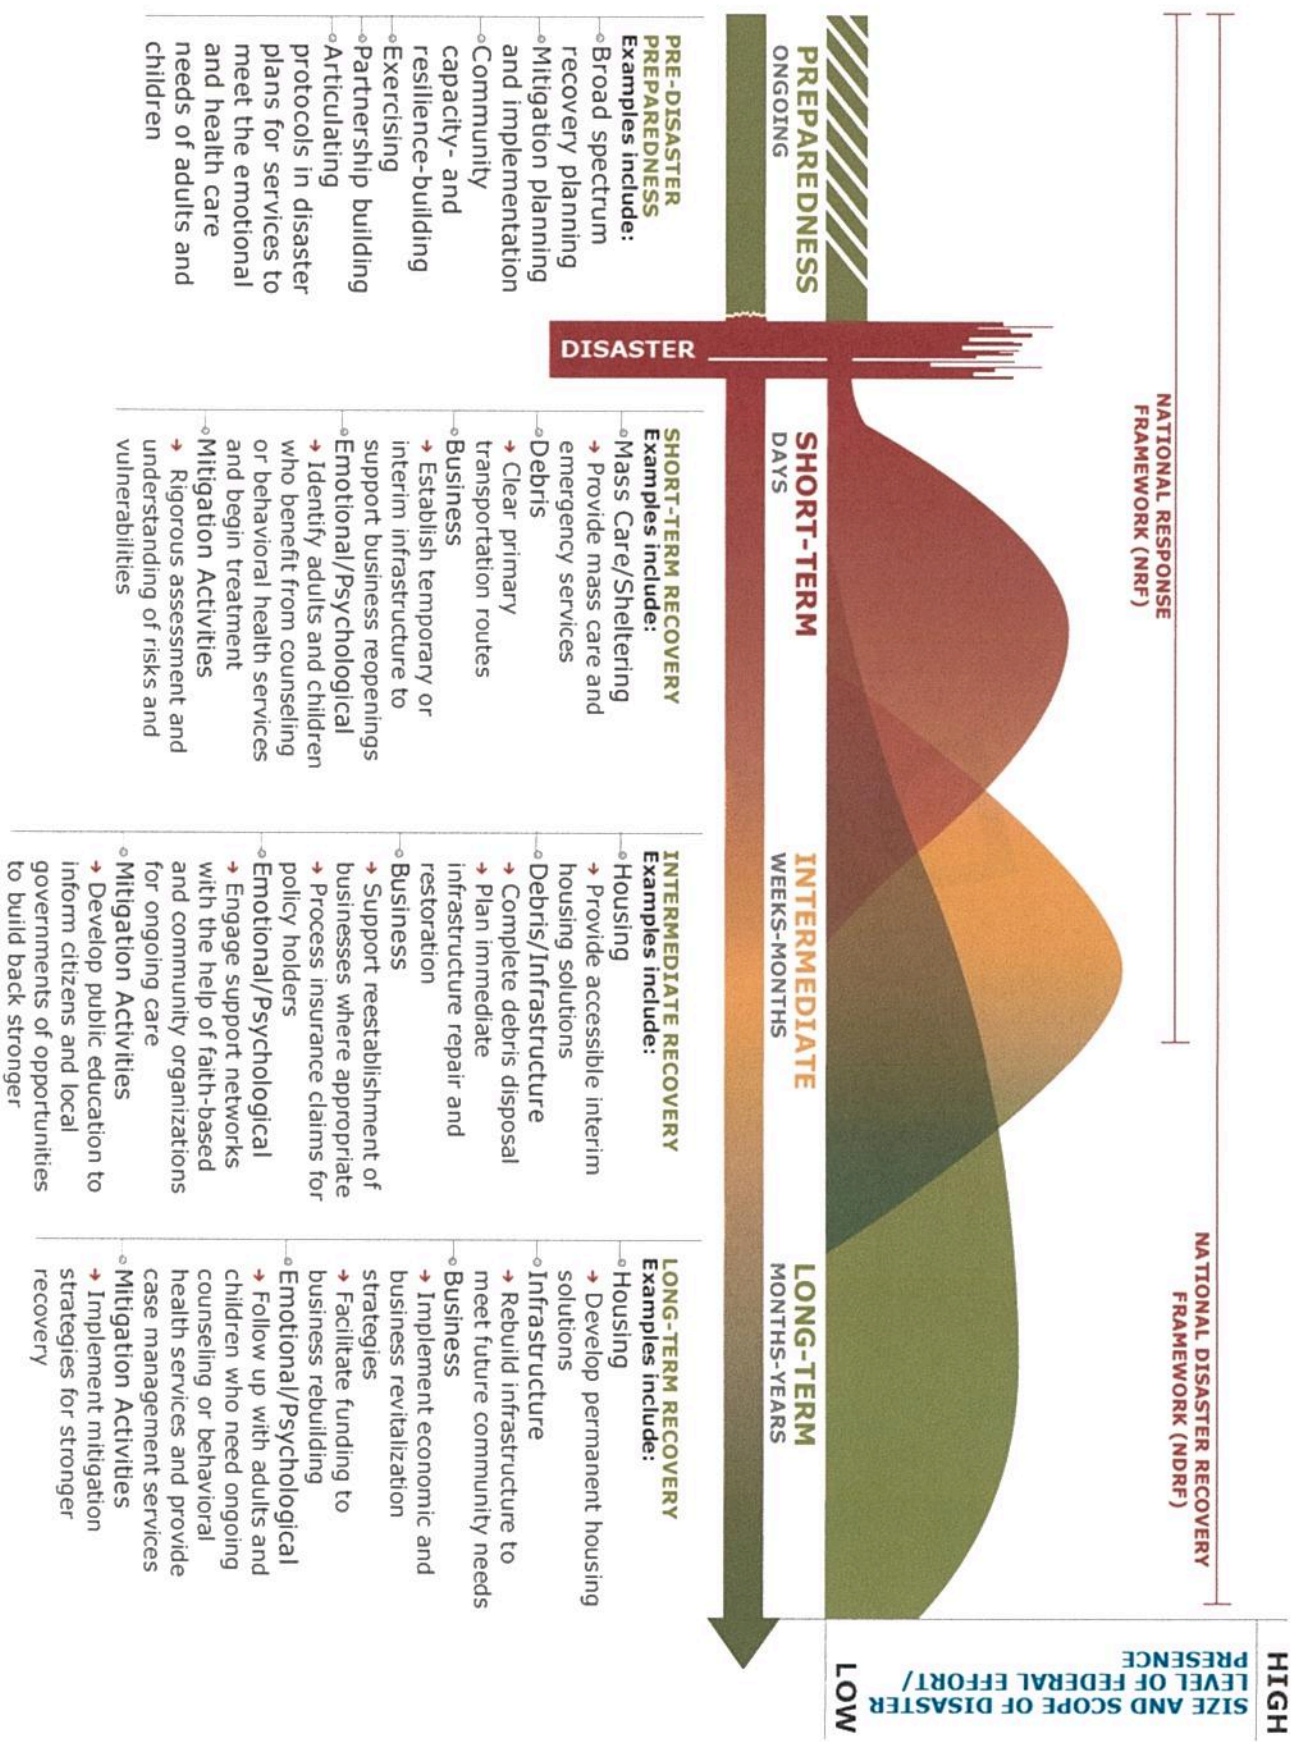 NATIONAL DISASTER RECOVERY
FRAMEWORK (NDRF)
NATIONAL RESPONSE
FRAMEWORK (NRF)
HIGH
SIZE AND SCOPE OF DISASTER
LEVEL OF FEDERAL EFFORT/
PRESENCE
LOW
PREPAREDNESS
ONGOING
SHORT-TERM
DAYS
INTERMEDIATE
WEEKS-MONTHS
LONG-TERM
MONTHS-YEARS
DISASTER
PRE-DISASTER
PREPAREDNESS
Examples include:
Broad spectrum
recovery planning
Mitigation planning
and implementation
Community
capacity- and
resilience-building
Exercising
Partnership building
Articulating
protocols in disaster
plans for services to
meet the emotional
and health care
needs of adults and
children
SHORT-TERM RECOVERY
Examples include:
Mass Care/Sheltering
→ Provide mass care and
emergency services
Debris
→ Clear primary
transportation routes
Business
→ Establish temporary or
interim infrastructure to
support business reopenings
Emotional/Psychological
→ Identify adults and children
who benefit from counseling
or behavioral health services
and begin treatment
Mitigation Activities
→ Rigorous assessment and
understanding of risks and
vulnerabilities
INTERMEDIATE RECOVERY
Examples include:
Housing
→ Provide accessible interim
housing solutions
Debris/Infrastructure
→ Complete debris disposal
→ Plan immediate
infrastructure repair and
restoration
Business
→ Support reestablishment of
businesses where appropriate
→ Process insurance claims for
policy holders
Emotional/Psychological
→ Engage support networks
with the help of faith-based
and community organizations
for ongoing care
Mitigation Activities
→ Develop public education to
inform citizens and local
governments of opportunities
to build back stronger
LONG-TERM RECOVERY
Examples include:
Housing
→ Develop permanent housing
solutions
Infrastructure
→ Rebuild infrastructure to
meet future community needs
Business
→ Implement economic and
business revitalization
strategies
→ Facilitate funding to
business rebuilding
Emotional/Psychological
→ Follow up with adults and
children who need ongoing
counseling or behavioral
health services and provide
case management services
Mitigation Activities
→ Implement mitigation
strategies for stronger
recovery